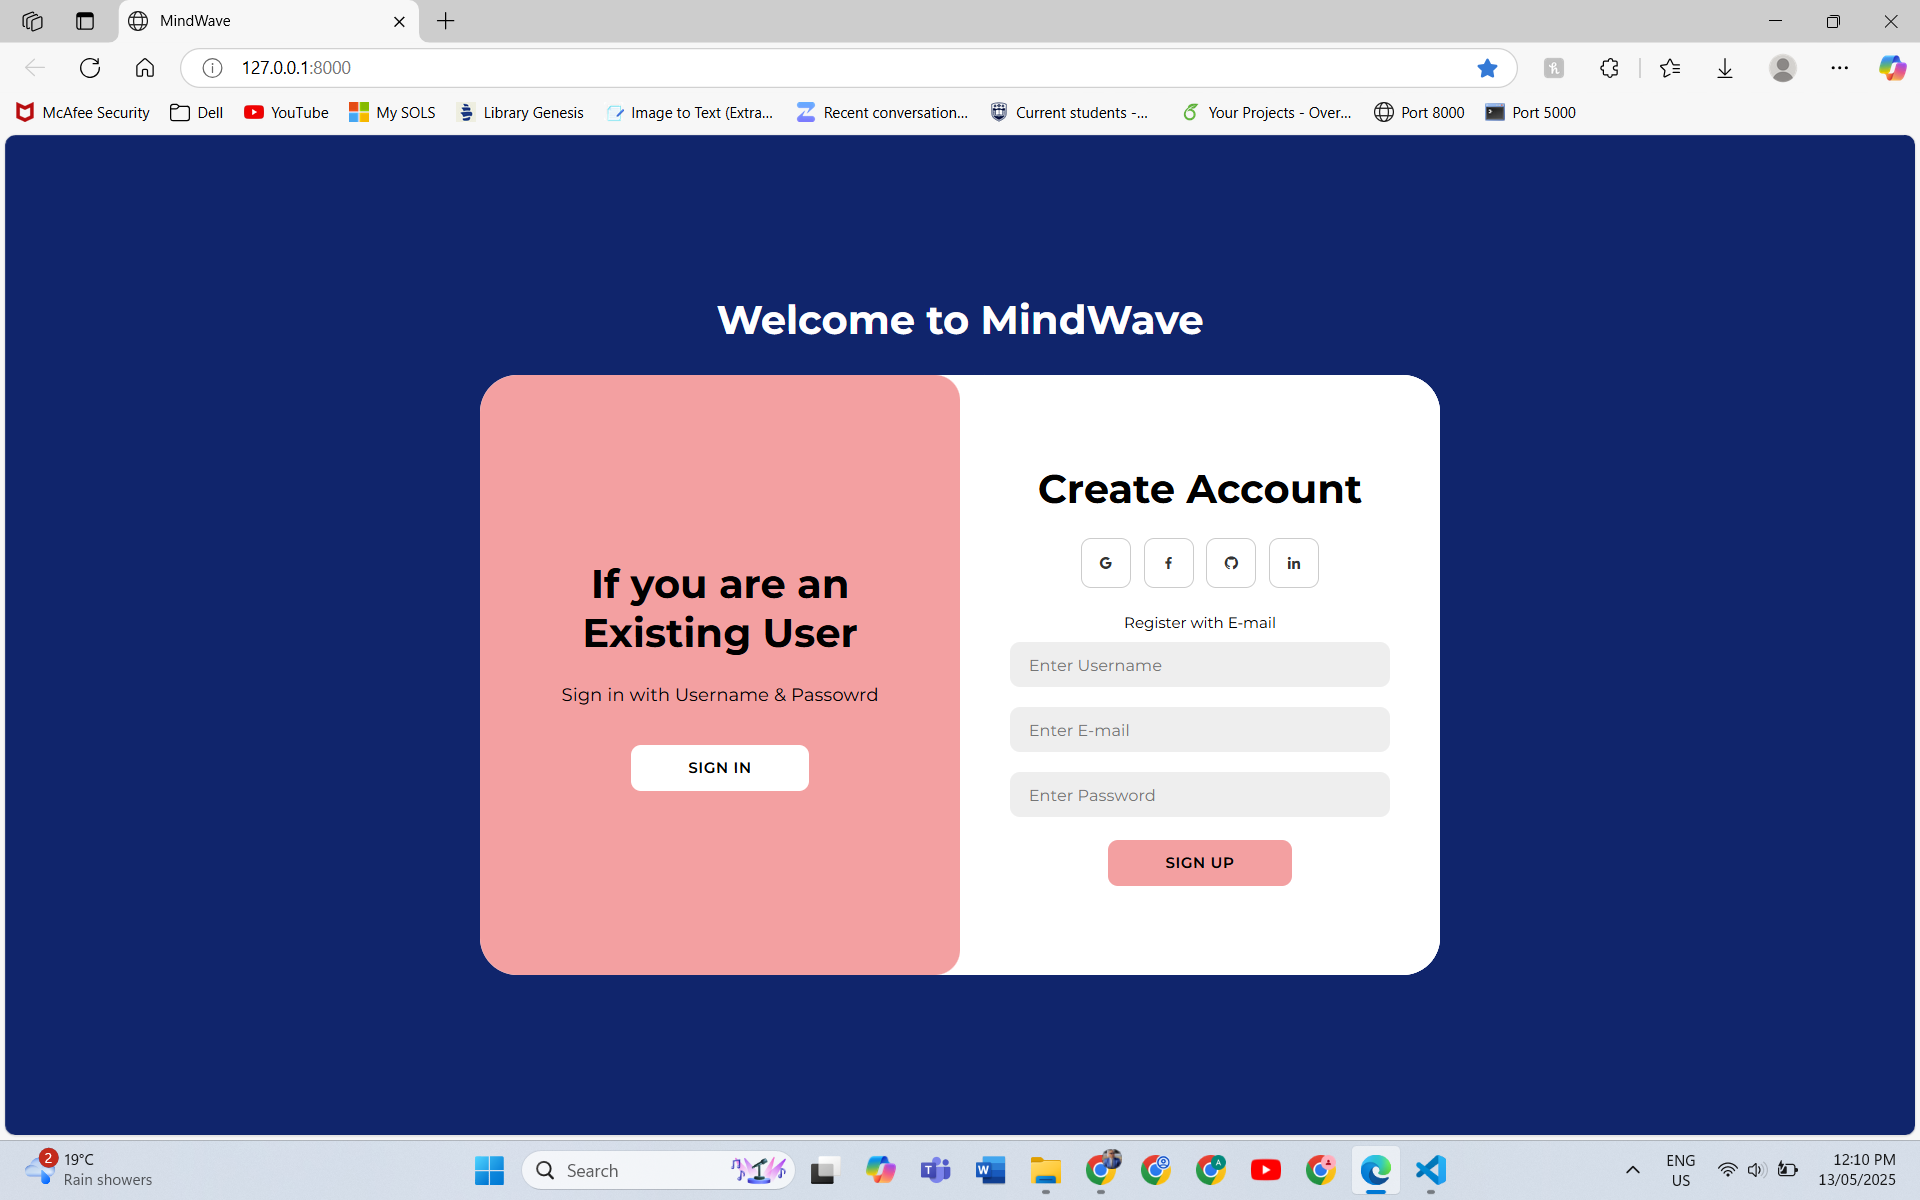 MindWave
127.0.0.1:8000
McAfee Security Dell YouTube My SOLS Library Genesis Image to Text (Extra... Recent conversation... Current students -... Your Projects - Over... Port 8000 Port 5000
Welcome to MindWave
If you are an
Existing User
Sign in with Username & Passowrd
SIGN IN
Create Account
G f in
Register with E-mail
Enter Username
Enter E-mail
Enter Password
SIGN UP
2
19°C
Rain showers
Search
ENG
US
12:10 PM
13/05/2025